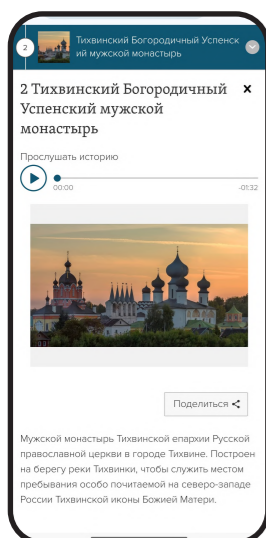 2
Тихвинский Богородичный Успенск
ий мужской монастырь
2 Тихвинский Богородичный
Успенский мужской
монастырь
Прослушать историю
00:00
-01:32
Поделиться
Мужской монастырь Тихвинской епархии Русской
православной церкви в городе Тихвине. Построен
на берегу реки Тихвинки, чтобы служить местом
пребывания особо почитаемой на северо-западе
России Тихвинской иконы Божией Матери.